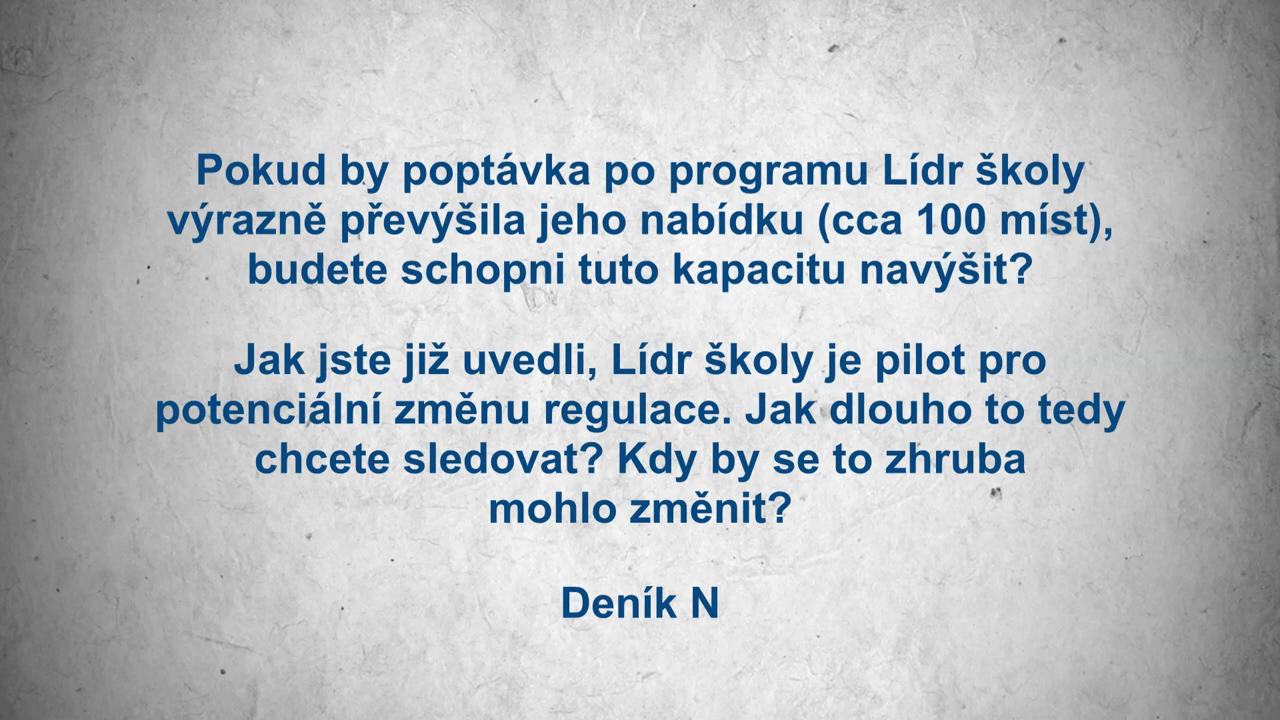 Pokud by poptávka po programu Lídr školy
výrazně převýšila jeho nabídku (cca 100 míst),
budete schopni tuto kapacitu navýšit?
Jak jste již uvedli, Lídr školy je pilot pro
potenciální změnu regulace. Jak dlouho to tedy
chcete sledovat? Kdy by se to zhruba
mohlo změnit?
Deník N